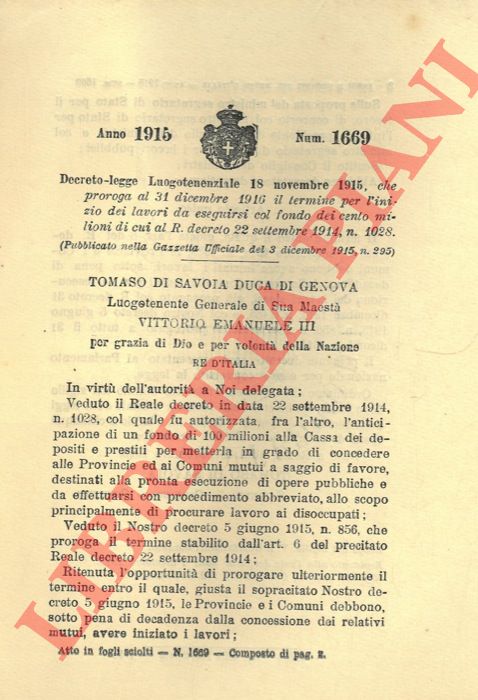 Anno 1915
Num. 1669
Decreto-legge Luogotenenziale 18 novembre 1915, che
proroga al 31 dicembre 1916 il termine per l'ini-
zio dei lavori da eseguirsi col fondo dei cento mi-
lioni di cui al R. decreto 22 settembre 1914, n. 1028.
(Pubblicato nella Gazzetta Ufficiale del 3 dicembre 1915, n. 295)
TOMASO DI SAVOIA DUCA DI GENOVA
Luogotenente Generale di Sua Maestà
VITTORIO EMANUELE III
per grazia di Dio e per volontà della Nazione
RE D'ITALIA
In virtù dell'autorità a Noi delegata;
Veduto il Reale decreto in data 22 settembre 1914,
n. 1028, col quale fu autorizzata, fra l'altro, l'antici-
pazione di un fondo di 100 milioni alla Cassa dei de-
positi e prestiti per metterla in grado di concedere
alle Provincie ed ai Comuni mutui a saggio di favore,
destinati alla pronta esecuzione di opere pubbliche e
da effettuarsi con procedimento abbreviato, allo scopo
principalmente di procurare lavoro ai disoccupati;
Veduto il Nostro decreto 5 giugno 1915, n. 856, che
proroga il termine stabilito dall'art. 6 del precitato
Reale decreto 22 settembre 1914;
Ritenuta l'opportunità di prorogare ulteriormente il
termine entro il quale, giusta il sopracitato Nostro de-
creto 5 giugno 1915, le Provincie e i Comuni debbono,
sotto pena di decadenza dalla concessione dei relativi
mutui, avere iniziato i lavori;
Atto in fogli sciolti — N. 1669 — Composto di pag. 2.
LIBRERIA PIANI